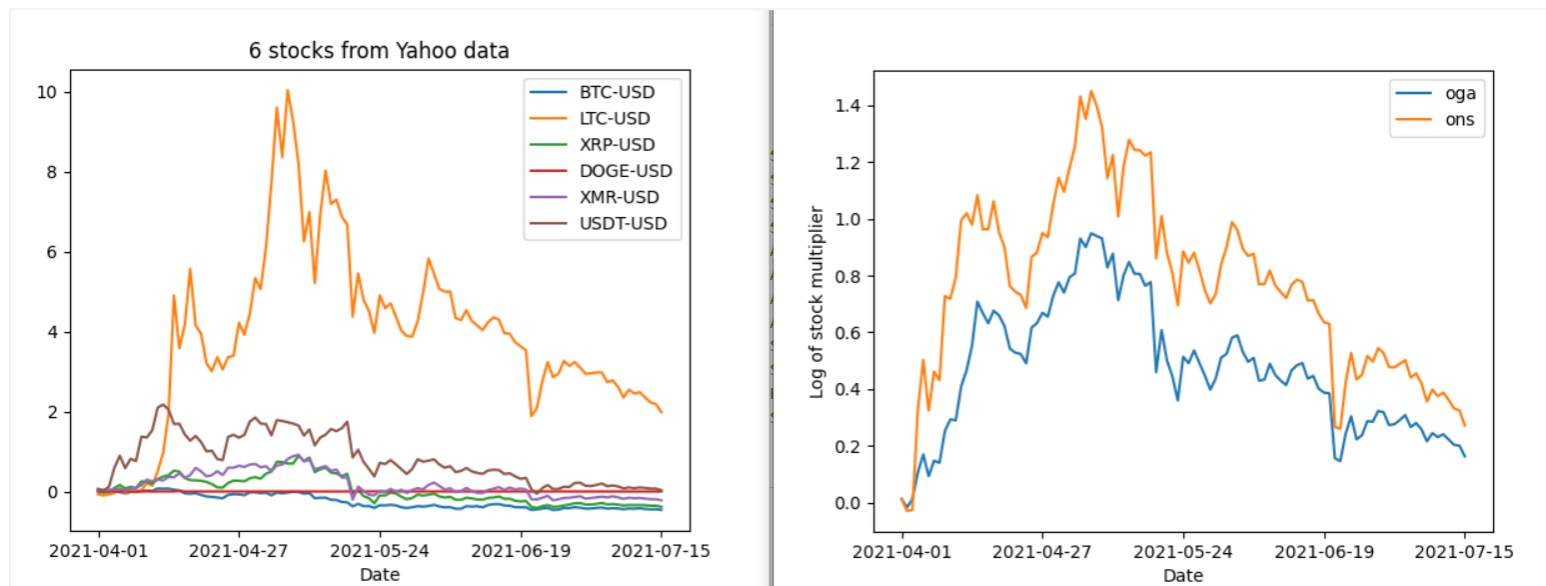 6 stocks from Yahoo data
10
8
6
4
2
0
BTC-USD
LTC-USD
XRP-USD
DOGE-USD
XMR-USD
USDT-USD
2021-04-01 2021-04-27 2021-05-24 2021-06-19 2021-07-15
Date
Log of stock multiplier
1.4
1.2
1.0
0.8
0.6
0.4
0.2
0.0
oga
ons
2021-04-01 2021-04-27 2021-05-24 2021-06-19 2021-07-15
Date